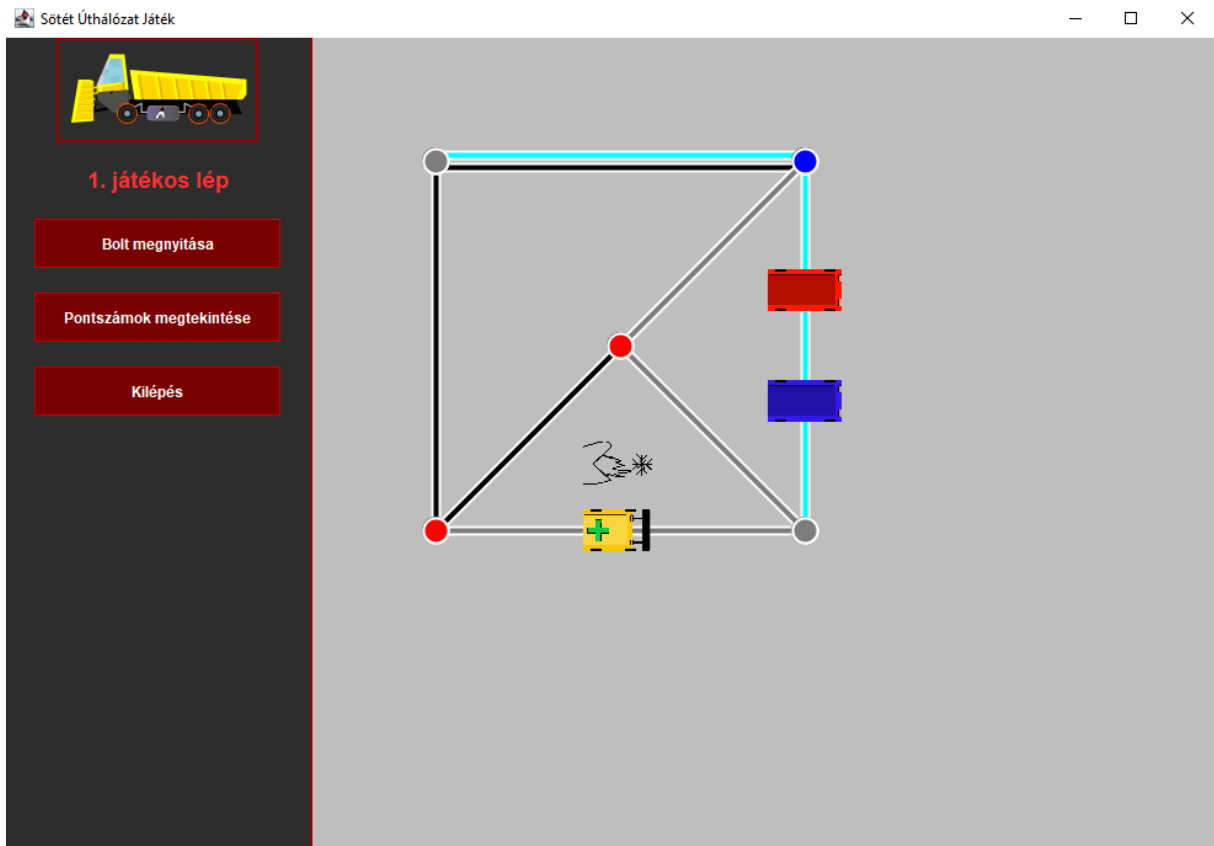 Sötét Úthálózat Játék
1. játékos lép
Bolt megnyitása
Pontszámok megtekintése
Kilépés